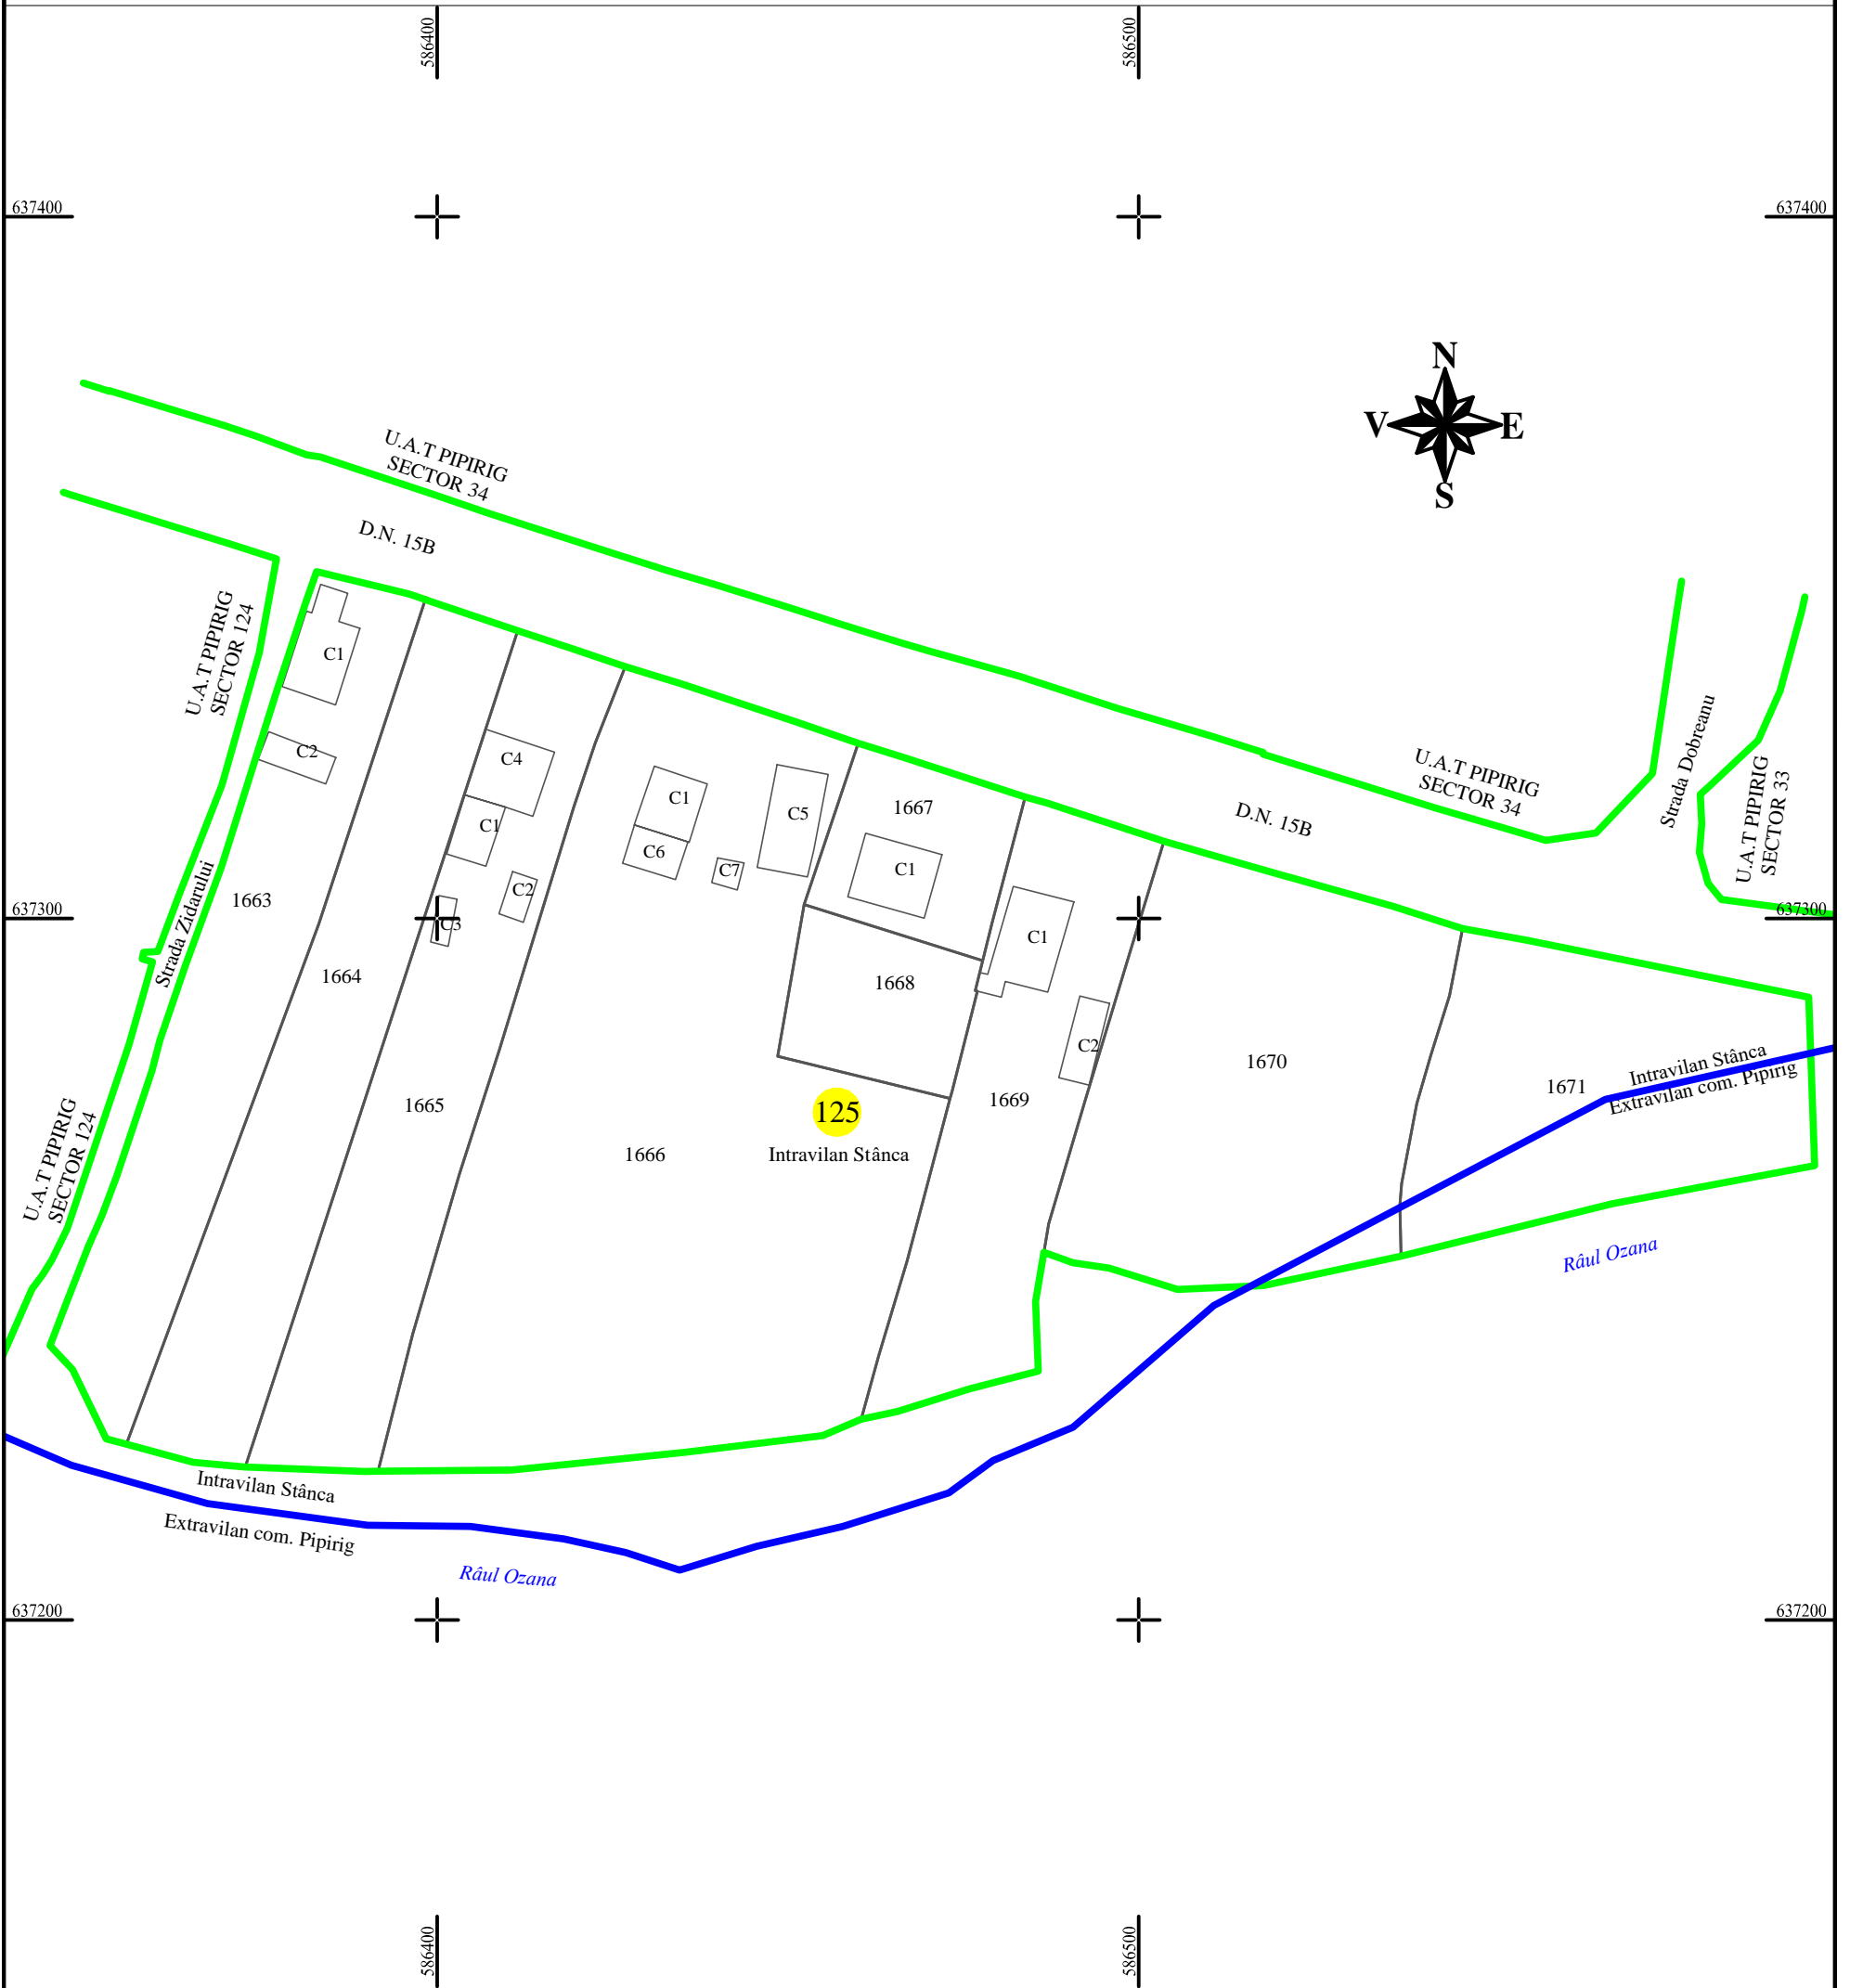 586400
586500
637400
637400
N
V
E
S
U.A.T PIPIRIG
SECTOR 34
D.N. 15B
U.A.T PIPIRIG
SECTOR 124
C1
C2
Strada Dobreanu
U.A.T PIPIRIG
SECTOR 34
U.A.T PIPIRIG
SECTOR 33
D.N. 15B
C4
C1
C2
C3
C1
C6
C7
C5
1667
C1
637300
637300
1663
Strada Zidarului
1664
1668
C1
C2
1665
1669
1670
1671
Intravilan Stânca
Extravilan com. Pipirig
125
Intravilan Stânca
1666
U.A.T PIPIRIG
SECTOR 124
Râul Ozana
Intravilan Stânca
Extravilan com. Pipirig
Râul Ozana
637200
637200
586400
586500